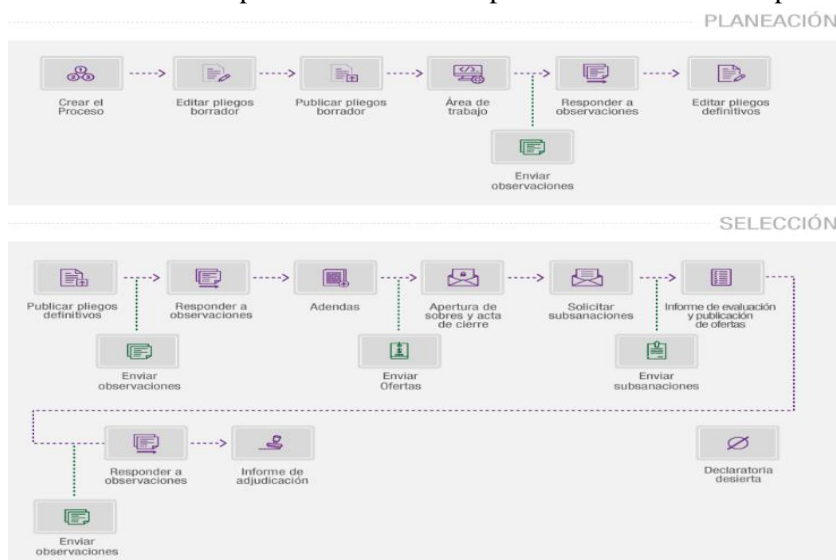 PLANEACIÓN
Crear el
Proceso
Editar pliegos
borrador
Publicar pliegos
borrador
Área de
trabajo
Responder a
observaciones
Editar pliegos
definitivos
Enviar
observaciones
SELECCIÓN
Publicar pliegos
definitivos
Responder a
observaciones
Adendas
Apertura de
sobres y acta
de cierre
Solicitar
subsanaciones
Informe de evaluación
y publicación
de ofertas
Enviar
observaciones
Enviar
Ofertas
Enviar
subsanaciones
Responder a
observaciones
Informe de
adjudicación
Declaratoria
desierta
Enviar
observaciones